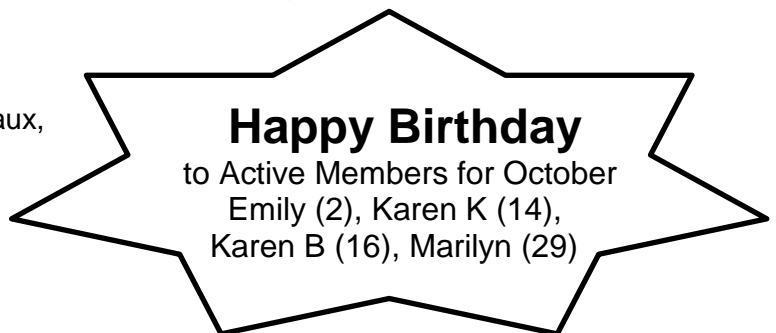 aux,
Happy Birthday
to Active Members for October
Emily (2), Karen K (14),
Karen B (16), Marilyn (29)